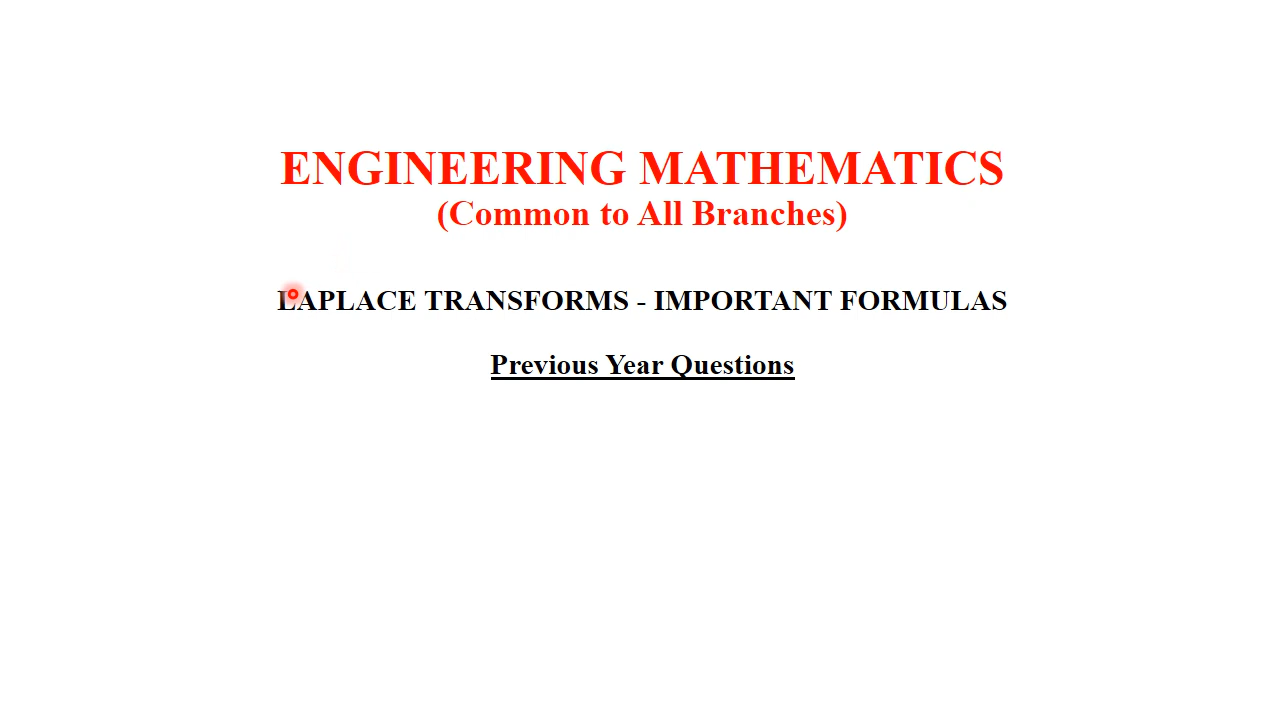 ENGINEERING MATHEMATICS
(Common to All Branches)
LAPLACE TRANSFORMS - IMPORTANT FORMULAS
Previous Year Questions